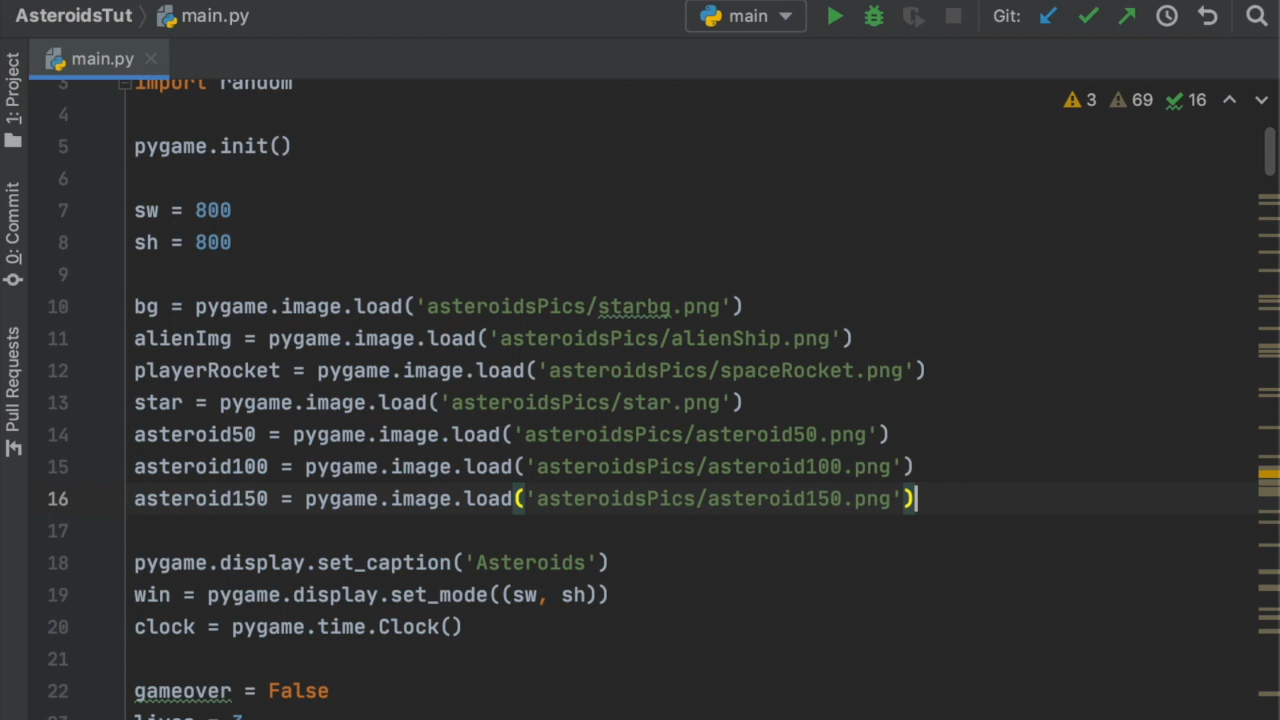 AsteroidsTut main.py main Git:
main.py
1: Project
0: Commit
Pull Requests
3 69 16
3 import random
4
5 pygame.init()
6
7 sw = 800
8 sh = 800
9
10 bg = pygame.image.load('asteroidsPics/starbg.png')
11 alienImg = pygame.image.load('asteroidsPics/alienShip.png')
12 playerRocket = pygame.image.load('asteroidsPics/spaceRocket.png')
13 star = pygame.image.load('asteroidsPics/star.png')
14 asteroid50 = pygame.image.load('asteroidsPics/asteroid50.png')
15 asteroid100 = pygame.image.load('asteroidsPics/asteroid100.png')
16 asteroid150 = pygame.image.load('asteroidsPics/asteroid150.png')
17
18 pygame.display.set_caption('Asteroids')
19 win = pygame.display.set_mode((sw, sh))
20 clock = pygame.time.Clock()
21
22 gameover = False
23 lives = 3